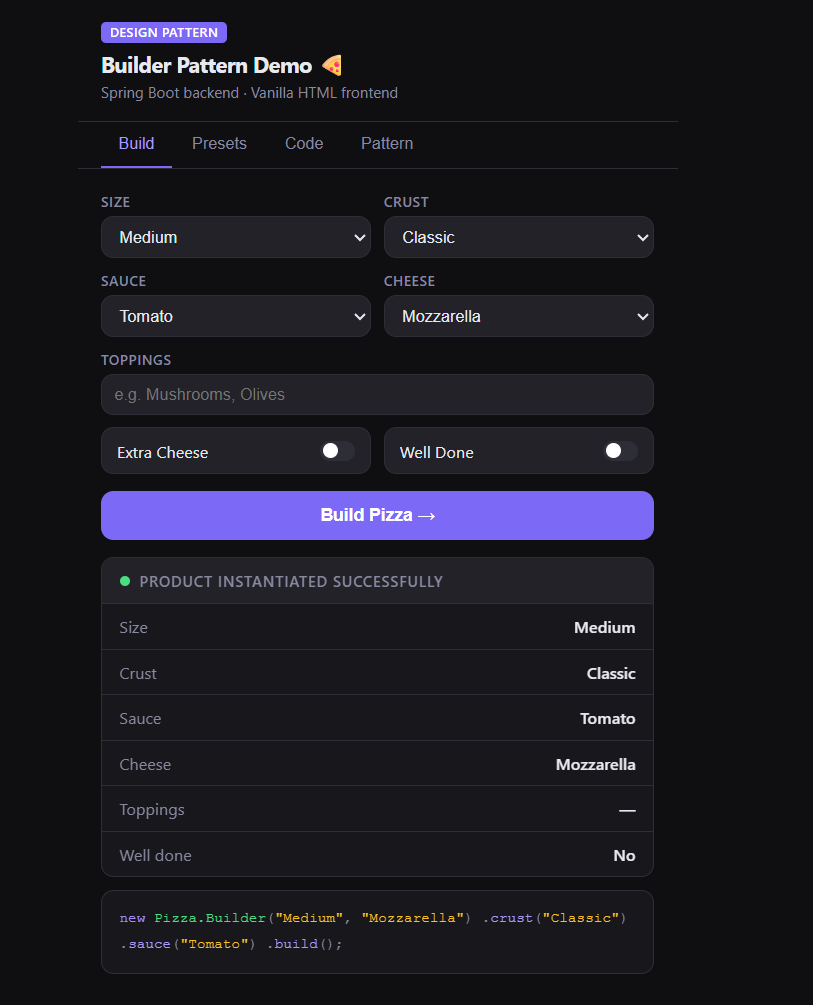 DESIGN PATTERN
Builder Pattern Demo 🍕
Spring Boot backend · Vanilla HTML frontend
Build Presets Code Pattern
SIZE CRUST
Medium Classic
SAUCE CHEESE
Tomato Mozzarella
TOPPINGS
e.g. Mushrooms, Olives
Extra Cheese Well Done
Build Pizza →
PRODUCT INSTANTIATED SUCCESSFULLY
Size Medium
Crust Classic
Sauce Tomato
Cheese Mozzarella
Toppings —
Well done No
new Pizza.Builder("Medium", "Mozzarella") .crust("Classic")
.sauce("Tomato") .build();